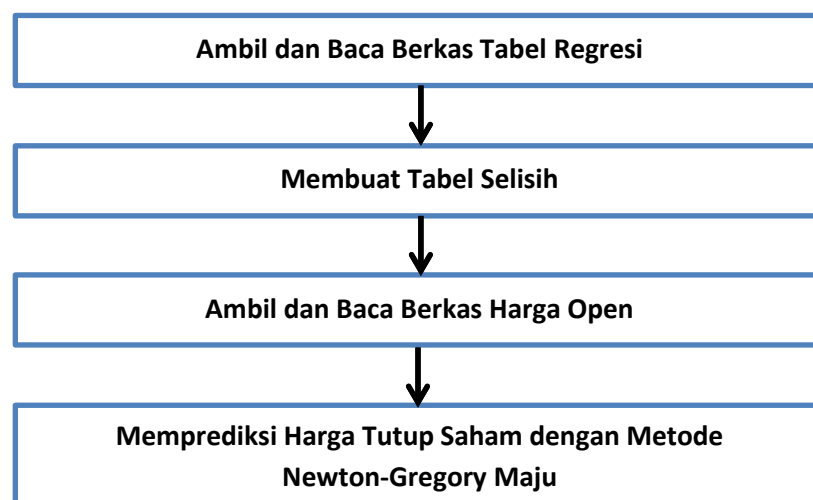 Ambil dan Baca Berkas Tabel Regresi
Membuat Tabel Selisih
Ambil dan Baca Berkas Harga Open
Memprediksi Harga Tutup Saham dengan Metode
Newton-Gregory Maju